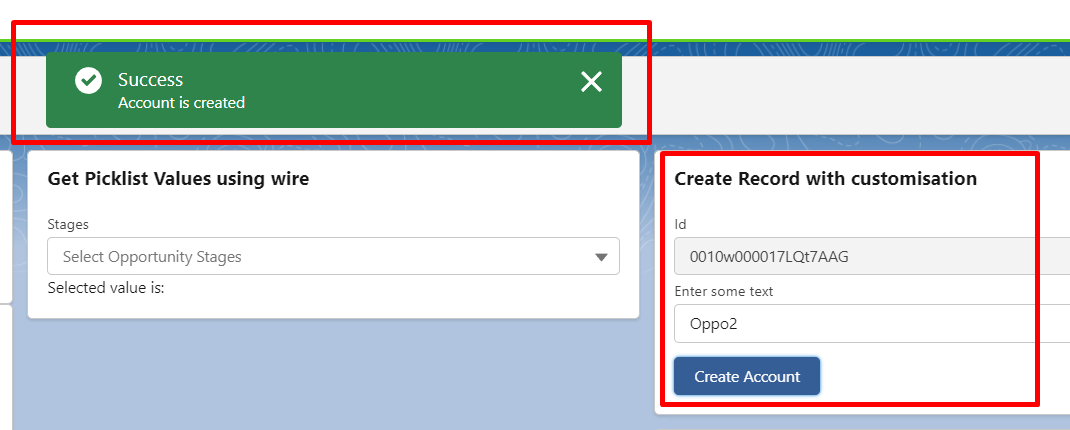 Success
Account is created
Get Picklist Values using wire
Stages
Select Opportunity Stages
Selected value is:
Create Record with customisation
Id
0010w000017LQt7AAG
Enter some text
Oppo2
Create Account